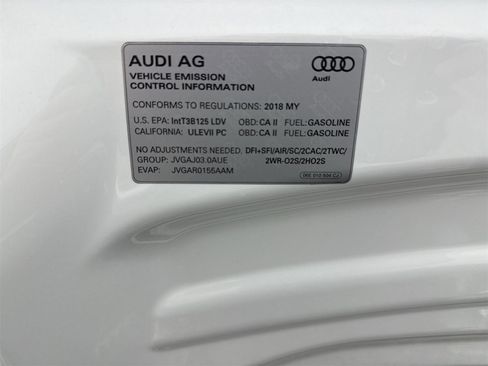 AUDI AG
Audi
VEHICLE EMISSION
CONTROL INFORMATION
CONFORMS TO REGULATIONS: 2018 MY
U.S. EPA: IntT3B125 LDV OBD: CA II FUEL: GASOLINE
CALIFORNIA: ULEVII PC OBD: CA II FUEL: GASOLINE
NO ADJUSTMENTS NEEDED. DFI+SFI/AIR/SC/2CAC/2TWC/
GROUP: JVGAJ03.0AUE 2WR-O2S/2HO2S
EVAP: JVGAR0155AAM